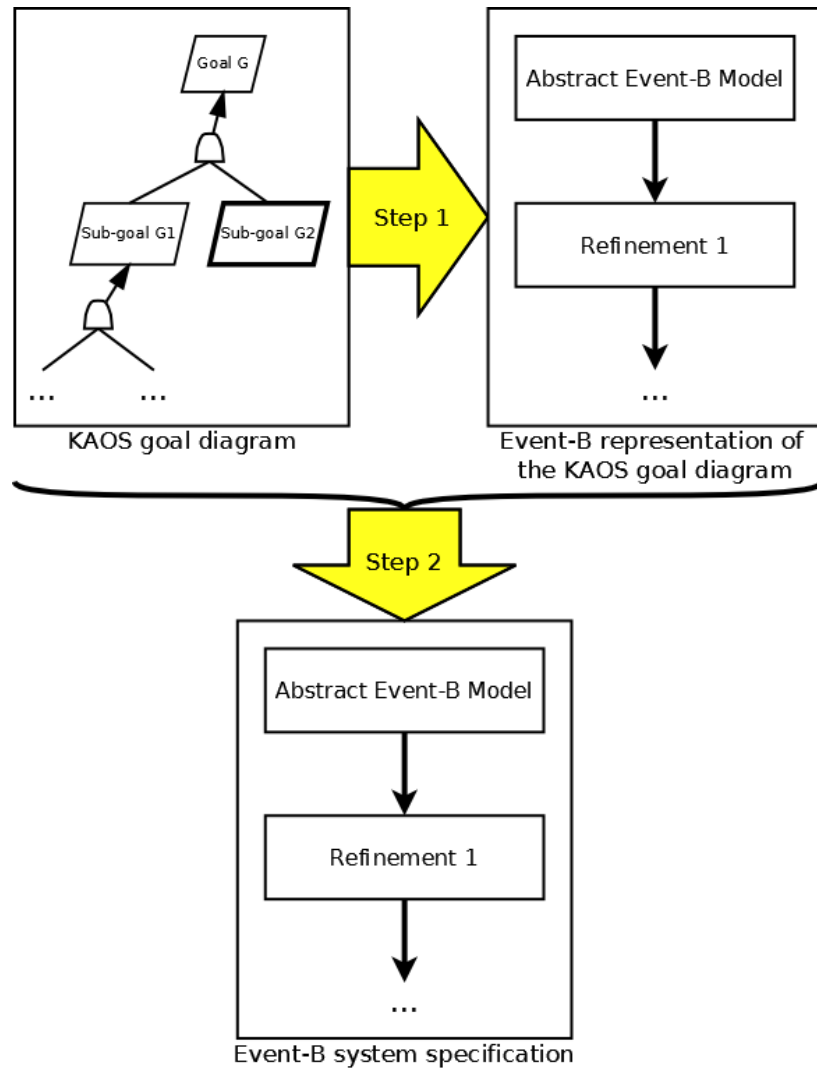 Goal G
Sub-goal G1
Sub-goal G2
...
...
KAOS goal diagram
Step 1
Abstract Event-B Model
Refinement 1
...
Event-B representation of
the KAOS goal diagram
Step 2
Abstract Event-B Model
Refinement 1
...
Event-B system specification